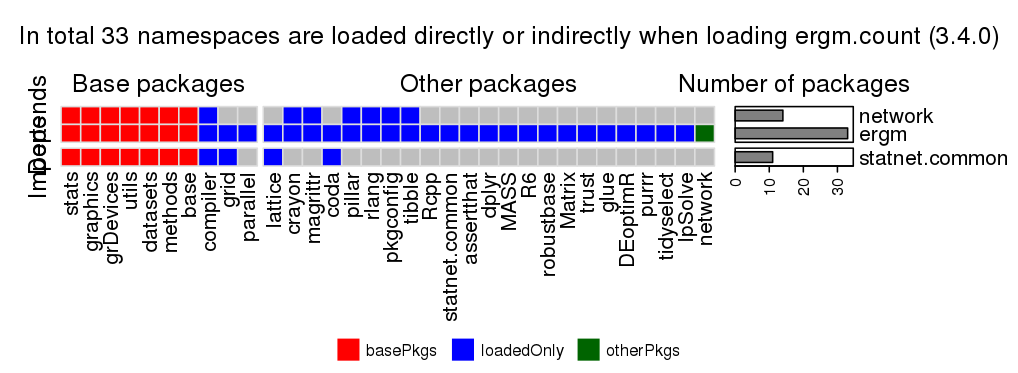 In total 33 namespaces are loaded directly or indirectly when loading ergm.count (3.4.0)
Base packages
Other packages
Number of packages
Depends
Imports
network
ergm
statnet.common
0
10
20
30
stats
graphics
grDevices
utils
datasets
methods
base
compiler
grid
parallel
lattice
crayon
magrittr
coda
pillar
rlang
pkgconfig
tibble
Rcpp
statnet.common
assertthat
dplyr
MASS
R6
robustbase
Matrix
trust
glue
DEoptimR
purrr
tidyselect
lpSolve
network
basePkgs
loadedOnly
otherPkgs